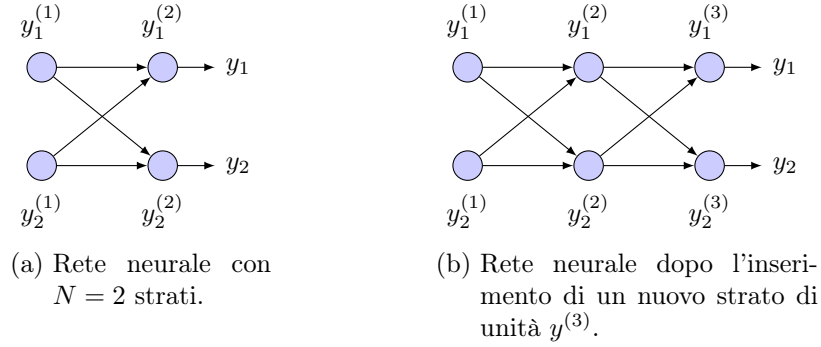 y_1^{(1)} y_1^{(2)} y_1^{(1)} y_1^{(2)} y_1^{(3)}
y_1 y_1
y_2 y_2
y_2^{(1)} y_2^{(2)} y_2^{(1)} y_2^{(2)} y_2^{(3)}
(a) Rete neurale con
N = 2 strati.
(b) Rete neurale dopo l'inseri-
mento di un nuovo strato di
unità y^{(3)}.